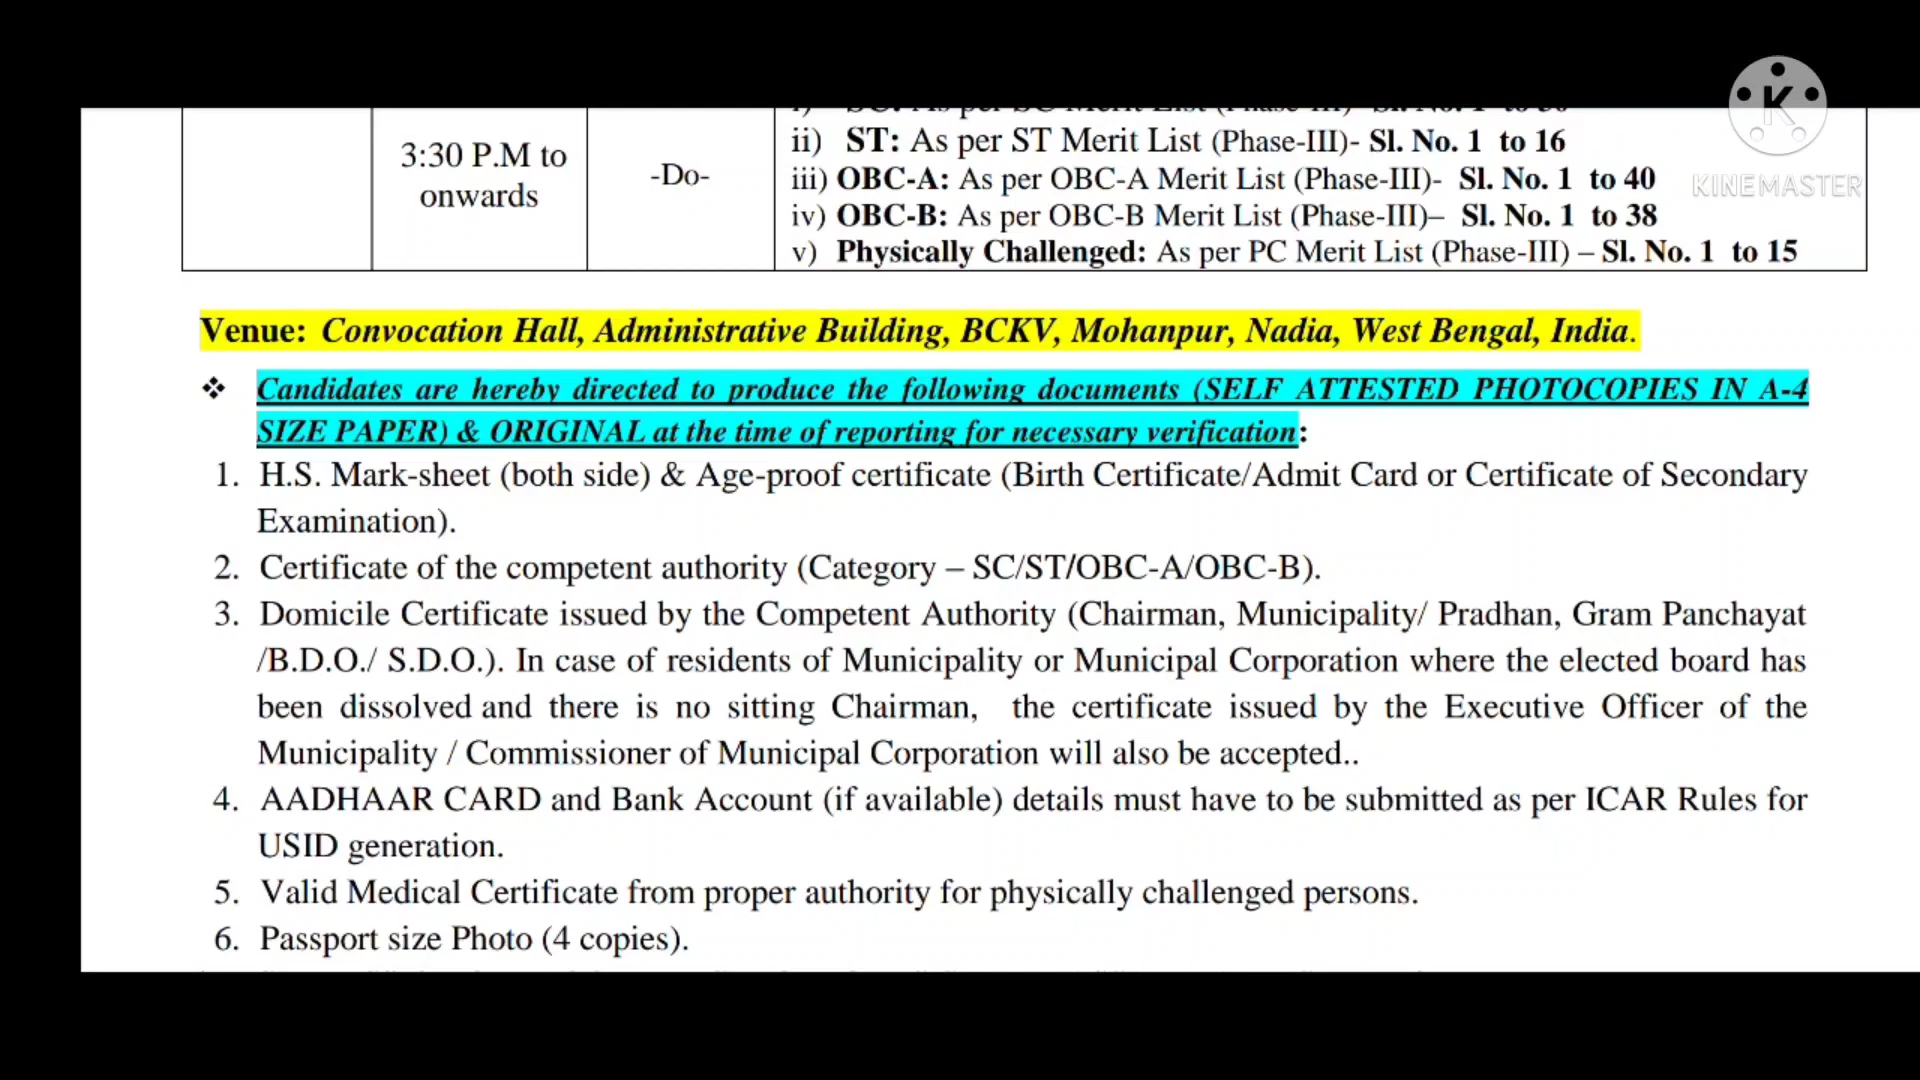 ii) ST: As per ST Merit List (Phase-III)- Sl. No. 1 to 16
3:30 P.M to
onwards
-Do-
iii) OBC-A: As per OBC-A Merit List (Phase-III)- Sl. No. 1 to 40
iv) OBC-B: As per OBC-B Merit List (Phase-III)– Sl. No. 1 to 38
v) Physically Challenged: As per PC Merit List (Phase-III) – Sl. No. 1 to 15
K
KINEMASTER
Venue: Convocation Hall, Administrative Building, BCKV, Mohanpur, Nadia, West Bengal, India.
❖ Candidates are hereby directed to produce the following documents (SELF ATTESTED PHOTOCOPIES IN A-4
SIZE PAPER) & ORIGINAL at the time of reporting for necessary verification:
1. H.S. Mark-sheet (both side) & Age-proof certificate (Birth Certificate/Admit Card or Certificate of Secondary
Examination).
2. Certificate of the competent authority (Category – SC/ST/OBC-A/OBC-B).
3. Domicile Certificate issued by the Competent Authority (Chairman, Municipality/ Pradhan, Gram Panchayat
/B.D.O./ S.D.O.). In case of residents of Municipality or Municipal Corporation where the elected board has
been dissolved and there is no sitting Chairman, the certificate issued by the Executive Officer of the
Municipality / Commissioner of Municipal Corporation will also be accepted..
4. AADHAAR CARD and Bank Account (if available) details must have to be submitted as per ICAR Rules for
USID generation.
5. Valid Medical Certificate from proper authority for physically challenged persons.
6. Passport size Photo (4 copies).